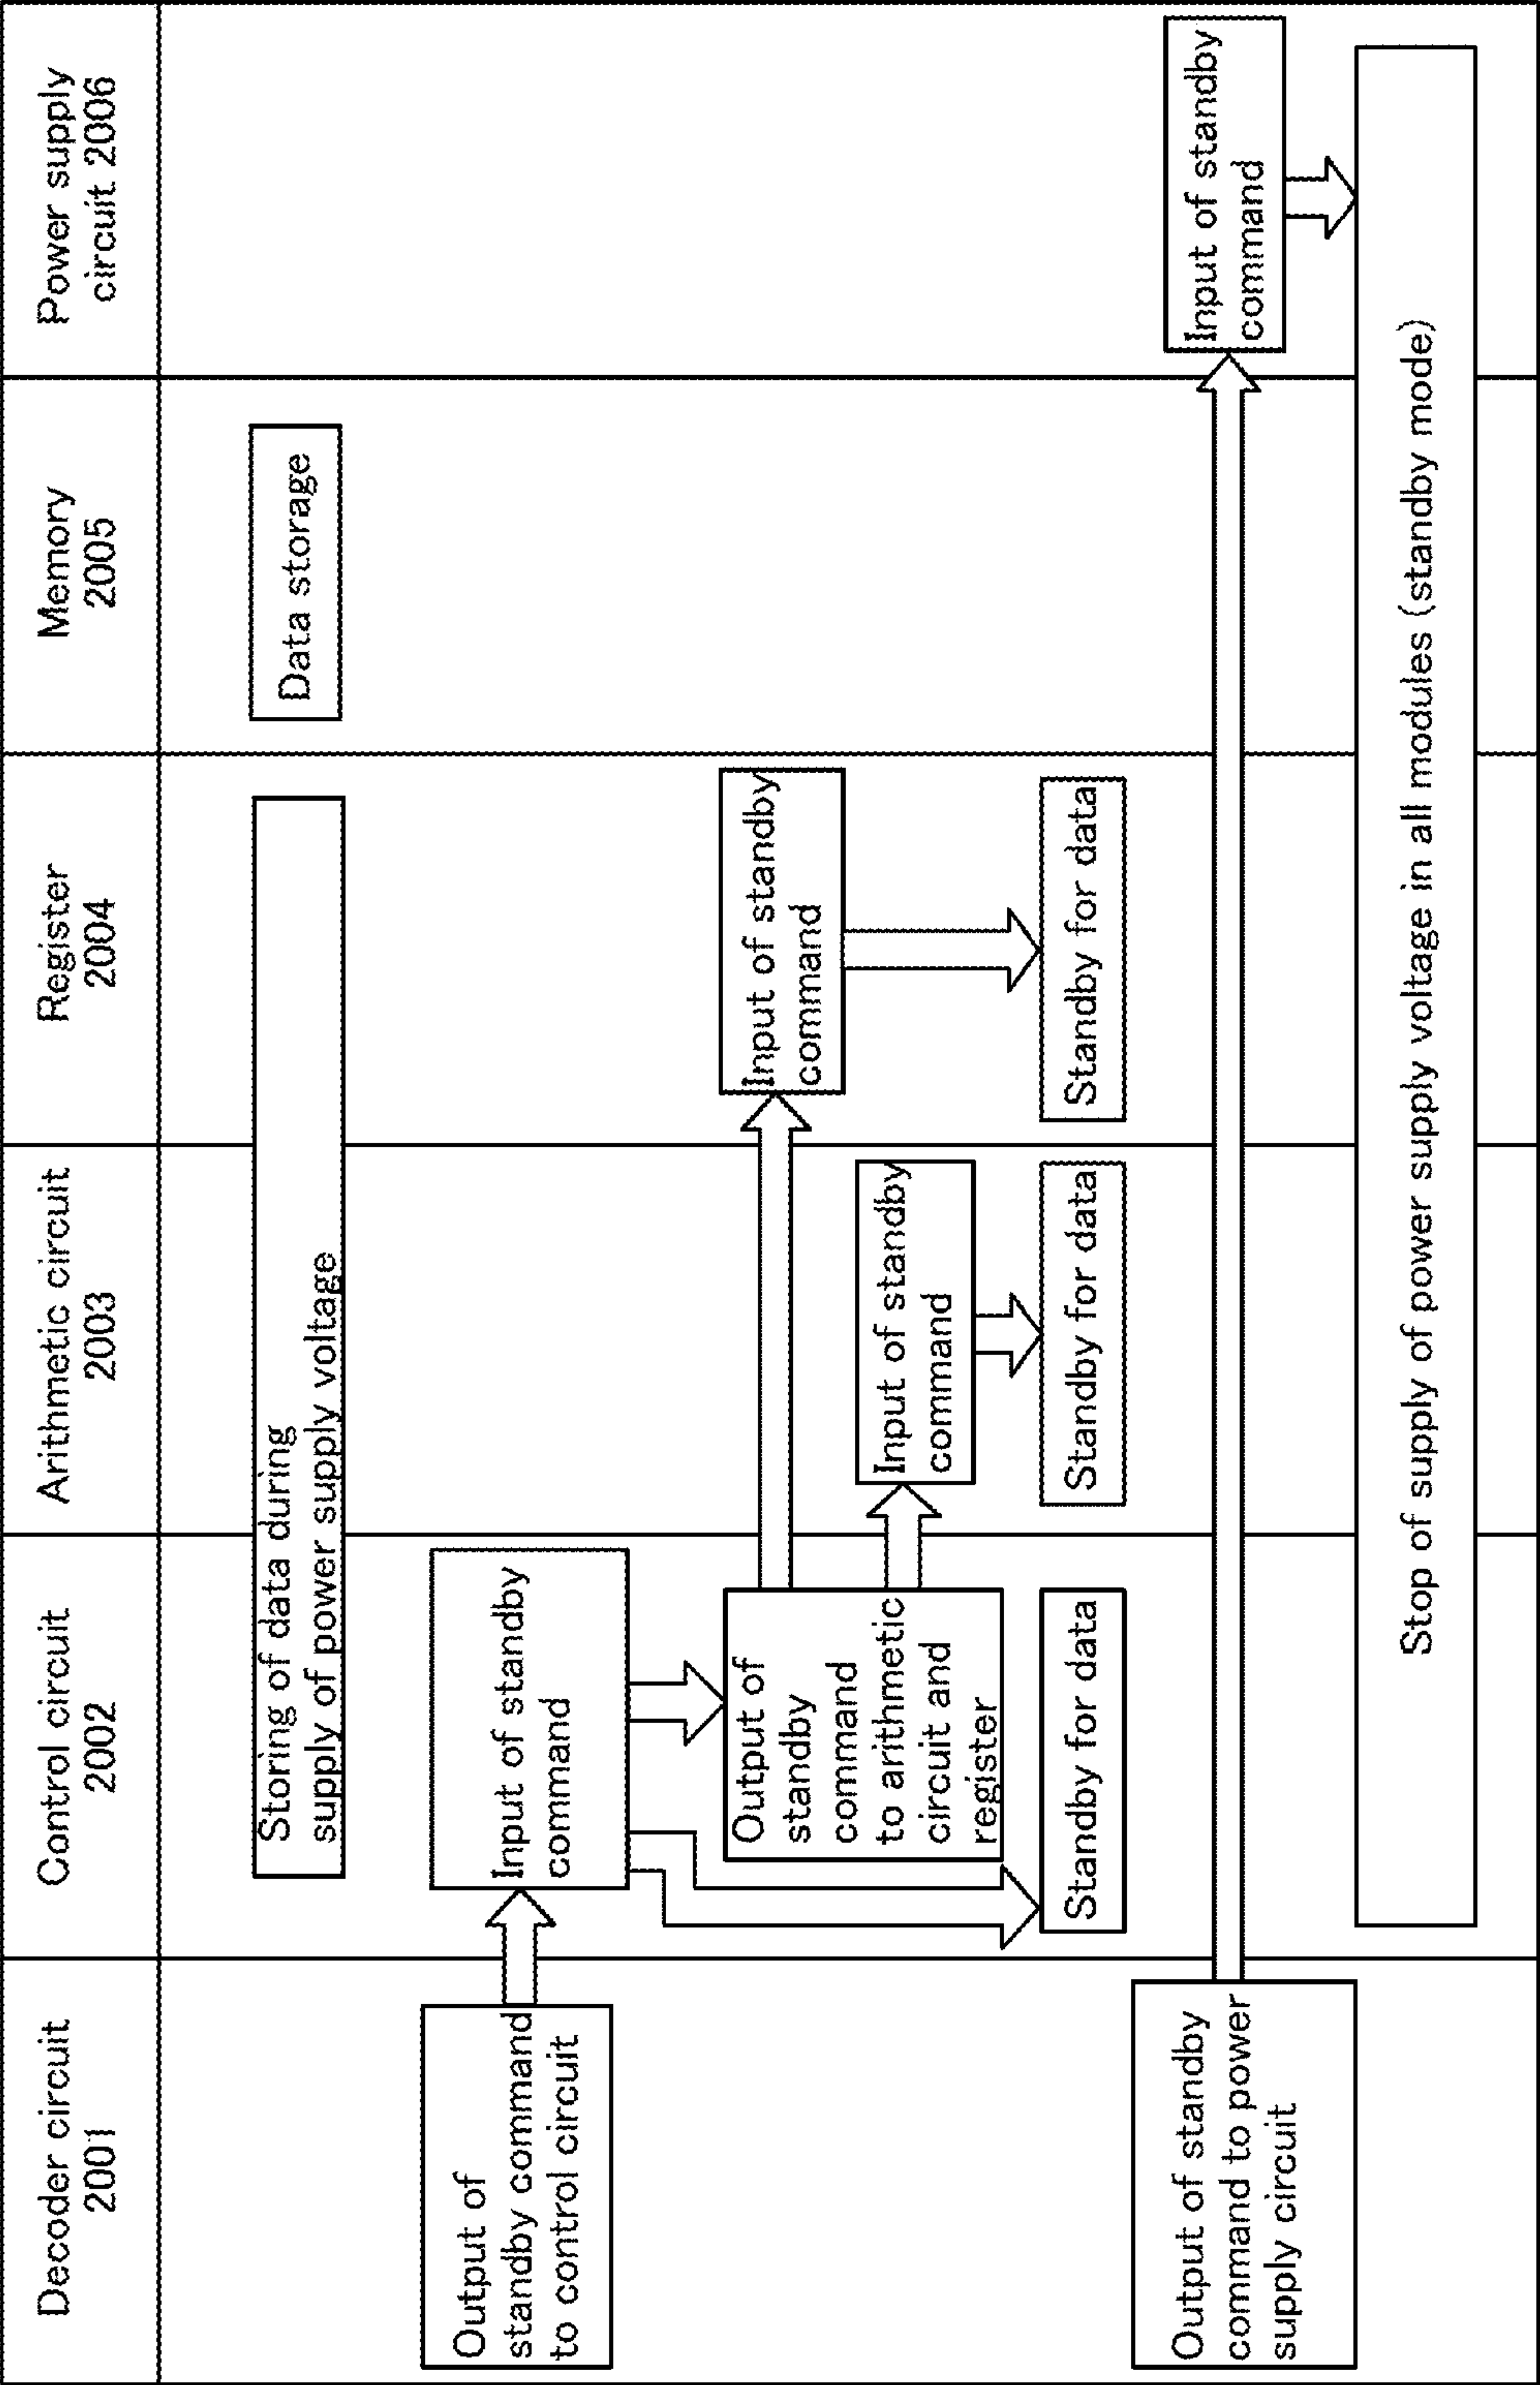 Decoder circuit
2001
Control circuit
2002
Arithmetic circuit
2003
Register
2004
Memory
2005
Power supply
circuit 2006
Storing of data during
supply of power supply voltage
Data storage
Output of
standby command
to control circuit
Input of standby
command
Output of
standby
command
to arithmetic
circuit and
register
Input of standby
command
Input of standby
command
Standby for data
Standby for data
Standby for data
Output of standby
command to power
supply circuit
Input of standby
command
Stop of supply of power supply voltage in all modules (standby mode)